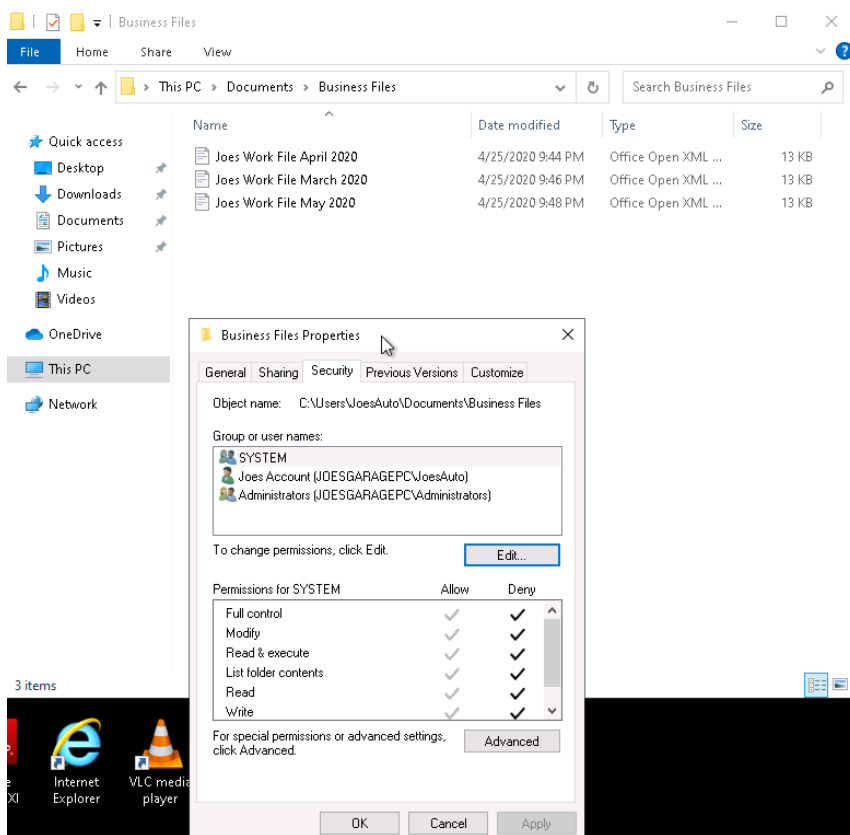 Business Files
File Home Share View
This PC Documents Business Files Search Business Files
Name Date modified Type Size
Quick access
Desktop
Downloads
Documents
Pictures
Music
Videos
OneDrive
This PC
Network
Joes Work File April 2020 4/25/2020 9:44 PM Office Open XML ... 13 KB
Joes Work File March 2020 4/25/2020 9:46 PM Office Open XML ... 13 KB
Joes Work File May 2020 4/25/2020 9:48 PM Office Open XML ... 13 KB
3 items
Business Files Properties
General Sharing Security Previous Versions Customize
Object name: C:\Users\JoesAuto\Documents\Business Files
Group or user names:
SYSTEM
Joes Account (JOESGARAGEPC\JoesAuto)
Administrators (JOESGARAGEPC\Administrators)
To change permissions, click Edit. Edit...
Permissions for SYSTEM Allow Deny
Full control
Modify
Read & execute
List folder contents
Read
Write
For special permissions or advanced settings,
click Advanced.
Advanced
OK Cancel Apply
Internet
Explorer
VLC media
player